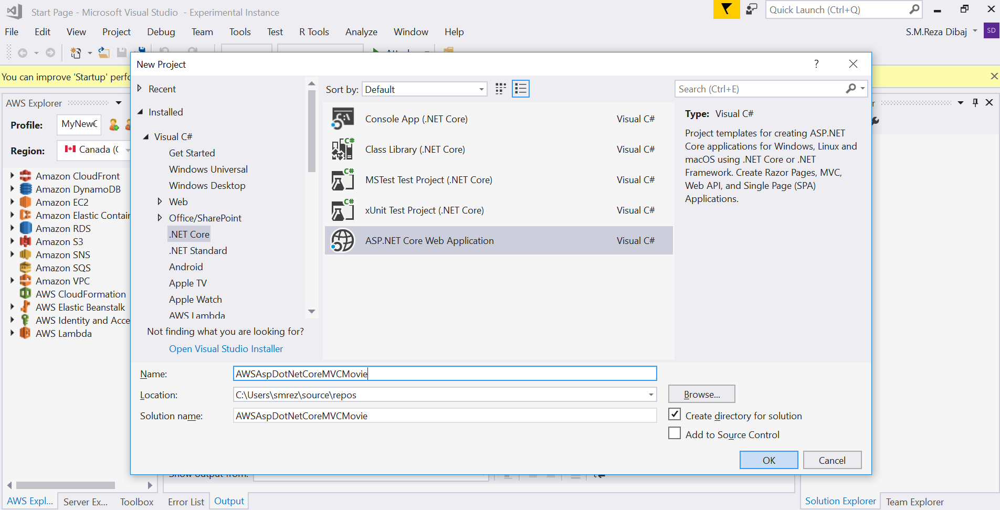 Start Page - Microsoft Visual Studio - Experimental Instance
Quick Launch (Ctrl+Q)
File Edit View Project Debug Team Tools Test R Tools Analyze Window Help
S.M.Reza Dibaj
SD
New Project
?
You can improve 'Startup'
AWS Explorer
Profile:
Region:
Canada
Amazon CloudFront
Amazon DynamoDB
Amazon EC2
Amazon Elastic
Amazon RDS
Amazon S3
Amazon SNS
Amazon SQS
Amazon VPC
AWS CloudFormation
AWS Elastic Beanstalk
AWS Identity and
AWS Lambda
Recent
Installed
Visual C#
Get Started
Windows Universal
Windows Desktop
Web
Office/SharePoint
.NET Core
.NET Standard
Android
Apple TV
Apple Watch
AWS Lambda
Not finding what you are looking for?
Open Visual Studio Installer
Sort by: Default
Search (Ctrl+E)
Console App (.NET Core) Visual C#
Class Library (.NET Core) Visual C#
MSTest Test Project (.NET Core) Visual C#
xUnit Test Project (.NET Core) Visual C#
ASP.NET Core Web Application Visual C#
Type: Visual C#
Project templates for creating ASP.NET
Core applications for Windows, Linux and
macOS using .NET Core or .NET
Framework. Create Razor Pages, MVC,
Web API, and Single Page (SPA)
Applications.
Name: AWSAspDotNetCoreMVCMovie
Location: C:\Users\smrez\source\repos
Browse...
Solution name: AWSAspDotNetCoreMVCMovie
Create directory for solution
Add to Source Control
OK
Cancel
Show output from:
AWS Expl...
Server Ex...
Toolbox
Error List
Output
Solution Explorer
Team Explorer